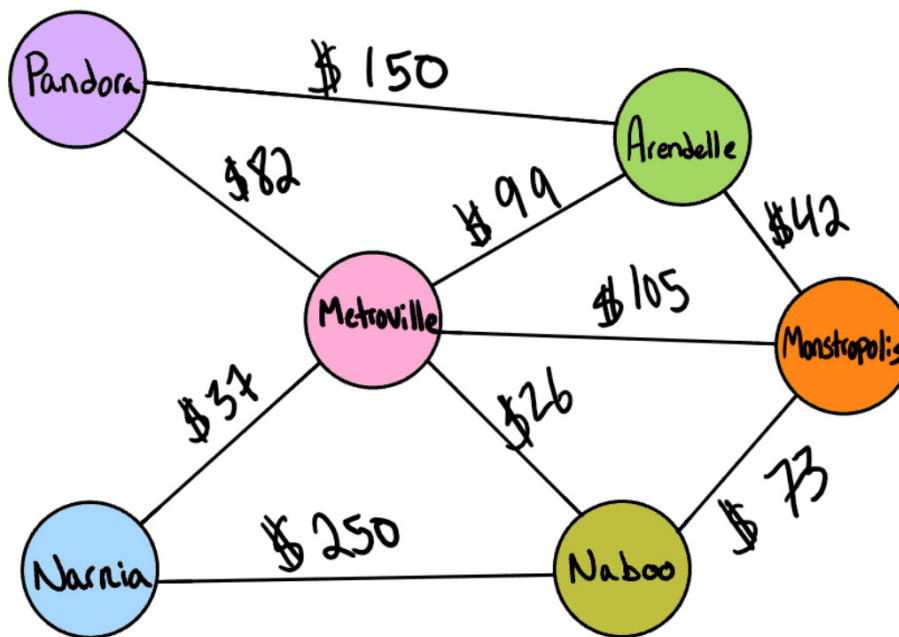 Pandora
$150
Arendelle
$82
$99
$42
Metroville
$105
Monstropolis
$37
$26
$73
Narnia
$250
Naboo